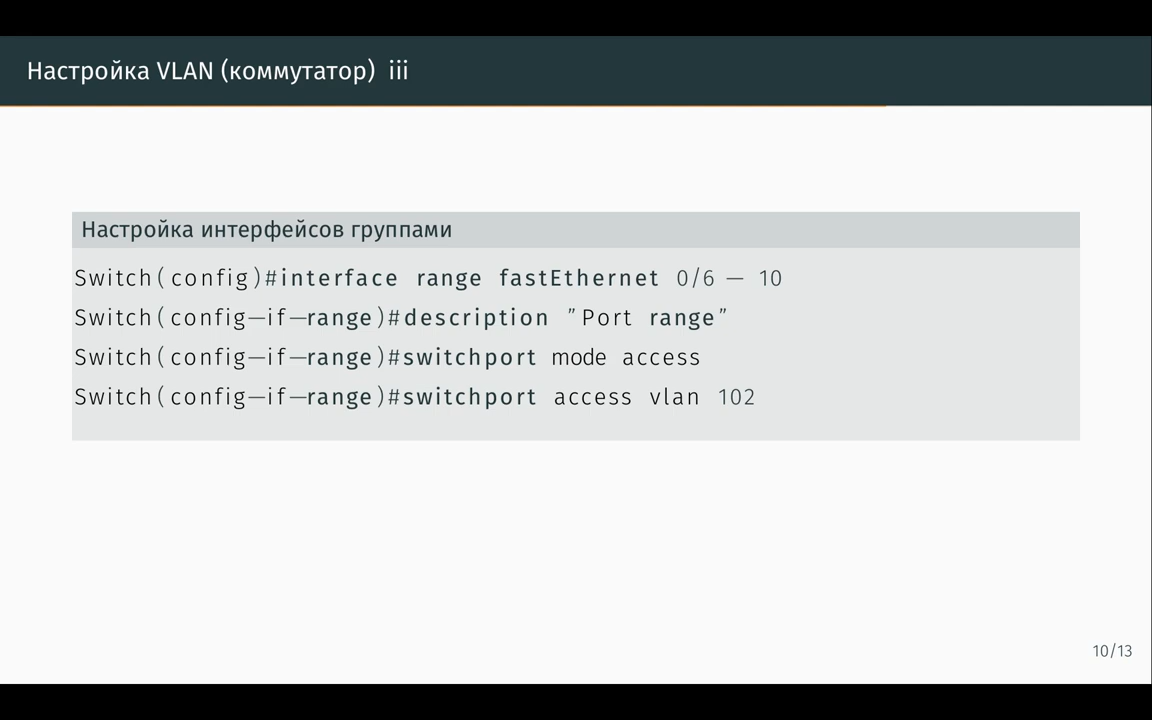 Настройка VLAN (коммутатор) iii
Настройка интерфейсов группами
Switch(config)#interface range fastEthernet 0/6 — 10
Switch(config—if—range)#description ”Port range”
Switch(config—if—range)#switchport mode access
Switch(config—if—range)#switchport access vlan 102
10/13